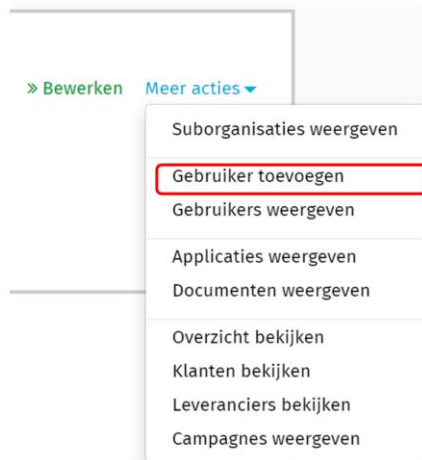 » Bewerken Meer acties
Suborganisaties weergeven
Gebruiker toevoegen
Gebruikers weergeven
Applicaties weergeven
Documenten weergeven
Overzicht bekijken
Klanten bekijken
Leveranciers bekijken
Campagnes weergeven